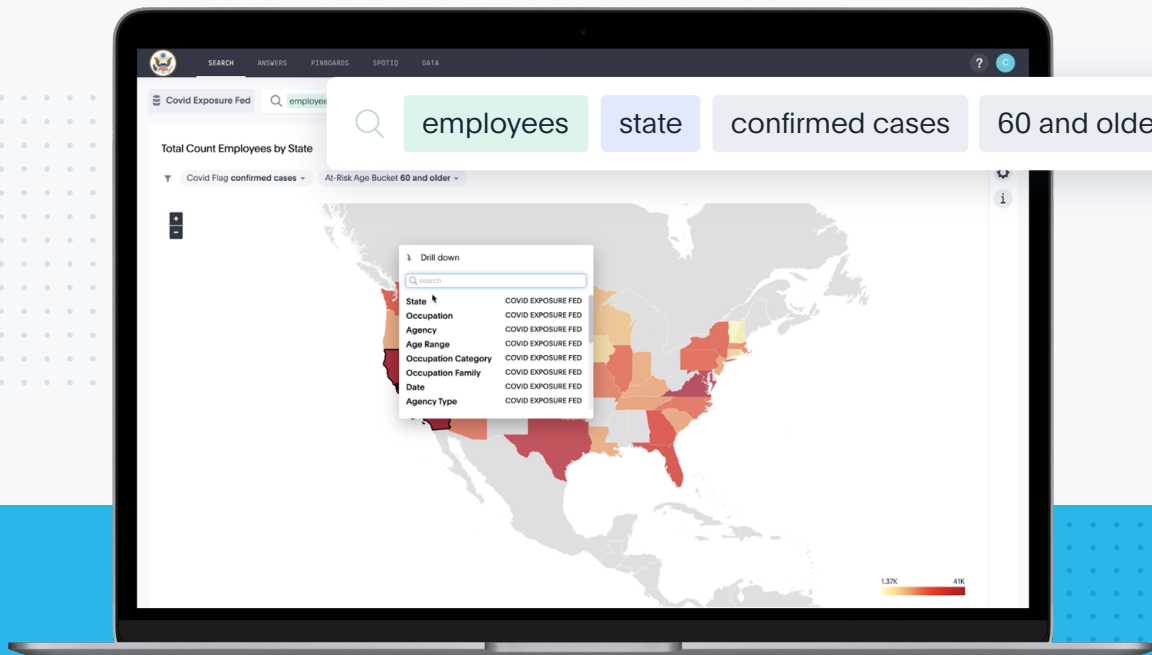 SEARCH ANSWERS PINBOARDS SPOTIQ DATA ? C
Covid Exposure Fed employee
employees state confirmed cases 60 and olde
Total Count Employees by State
Covid Flag confirmed cases At-Risk Age Bucket 60 and older
i
+
-
Drill down
search
State COVID EXPOSURE FED
Occupation COVID EXPOSURE FED
Agency COVID EXPOSURE FED
Age Range COVID EXPOSURE FED
Occupation Category COVID EXPOSURE FED
Occupation Family COVID EXPOSURE FED
Date COVID EXPOSURE FED
Agency Type COVID EXPOSURE FED
1.37K 41K